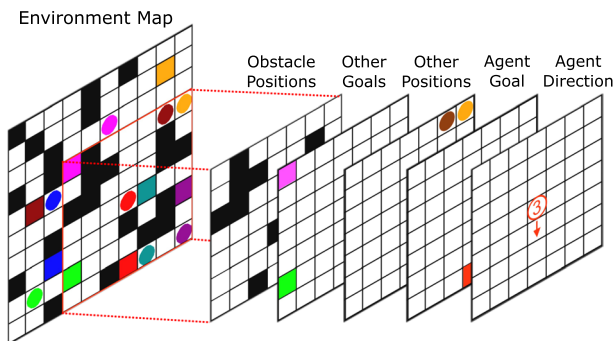 Environment Map
Obstacle Positions
Other Goals
Other Positions
Agent Goal
Agent Direction
3